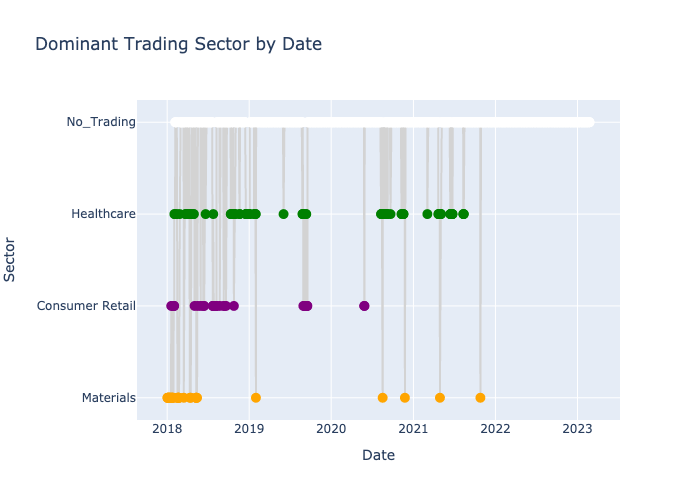 Dominant Trading Sector by Date
Sector
No_Trading
Healthcare
Consumer Retail
Materials
2018 2019 2020 2021 2022 2023
Date